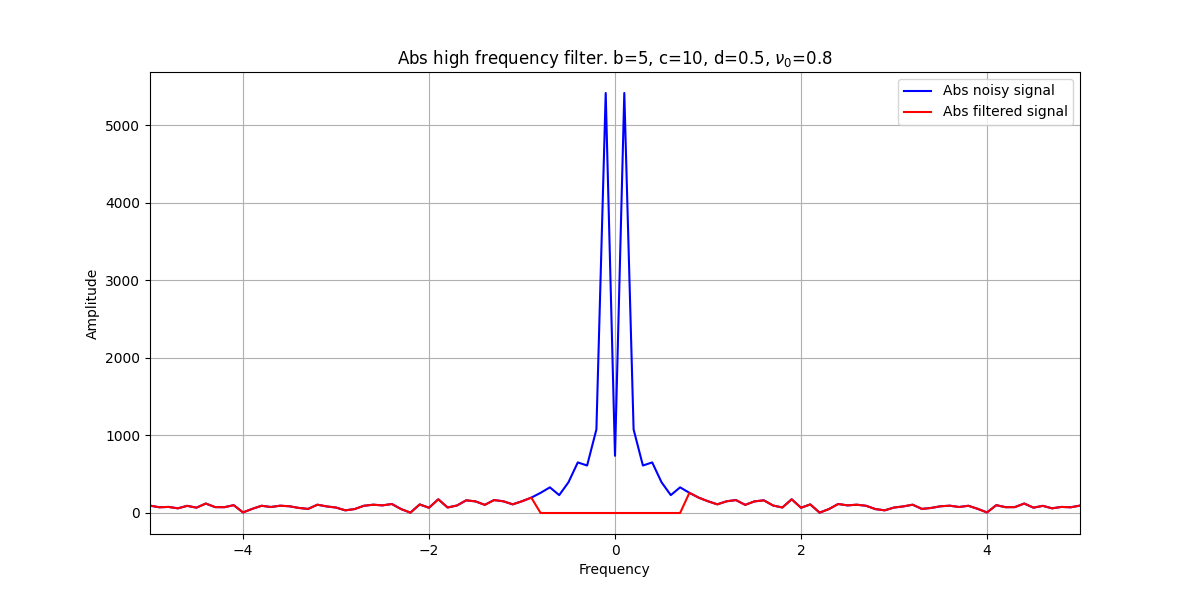 Abs high frequency filter. b=5, c=10, d=0.5, ν₀=0.8
Abs noisy signal
Abs filtered signal
Amplitude
5000
4000
3000
2000
1000
0
−4
−2
0
2
4
Frequency